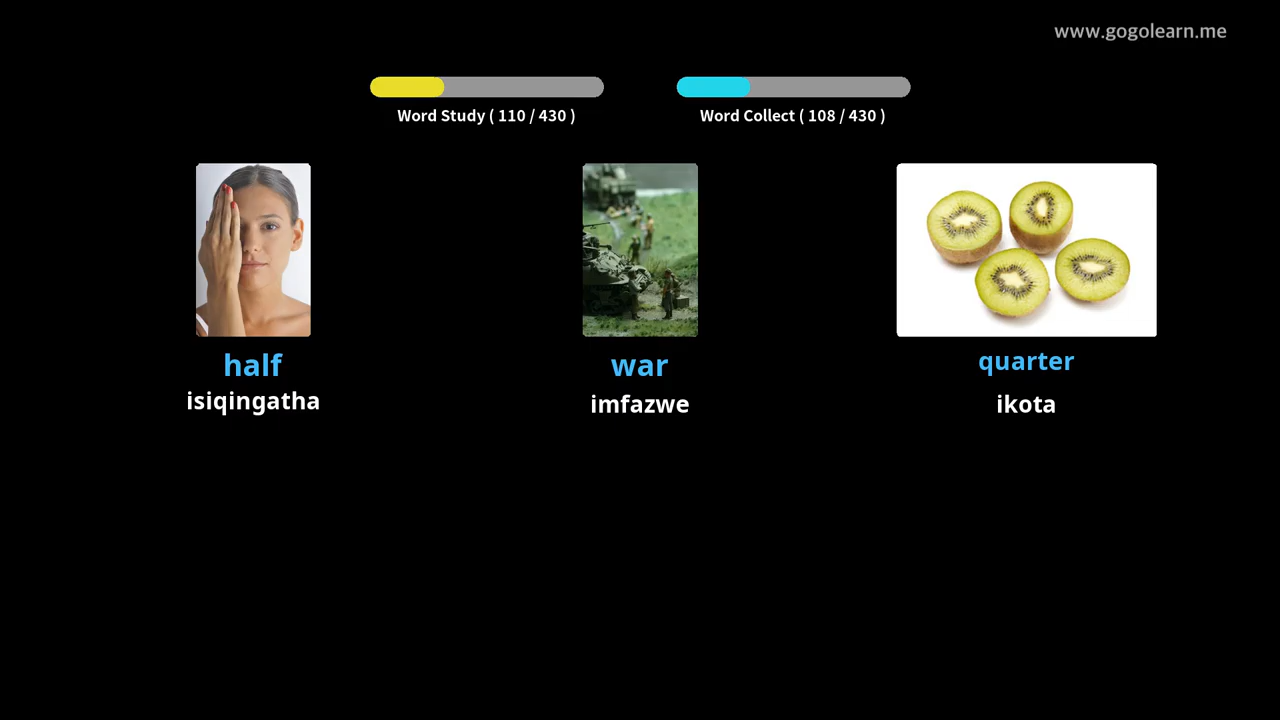 www.gogolearn.me
Word Study ( 110 / 430 )
Word Collect ( 108 / 430 )
half
isiqingatha
war
imfazwe
quarter
ikota